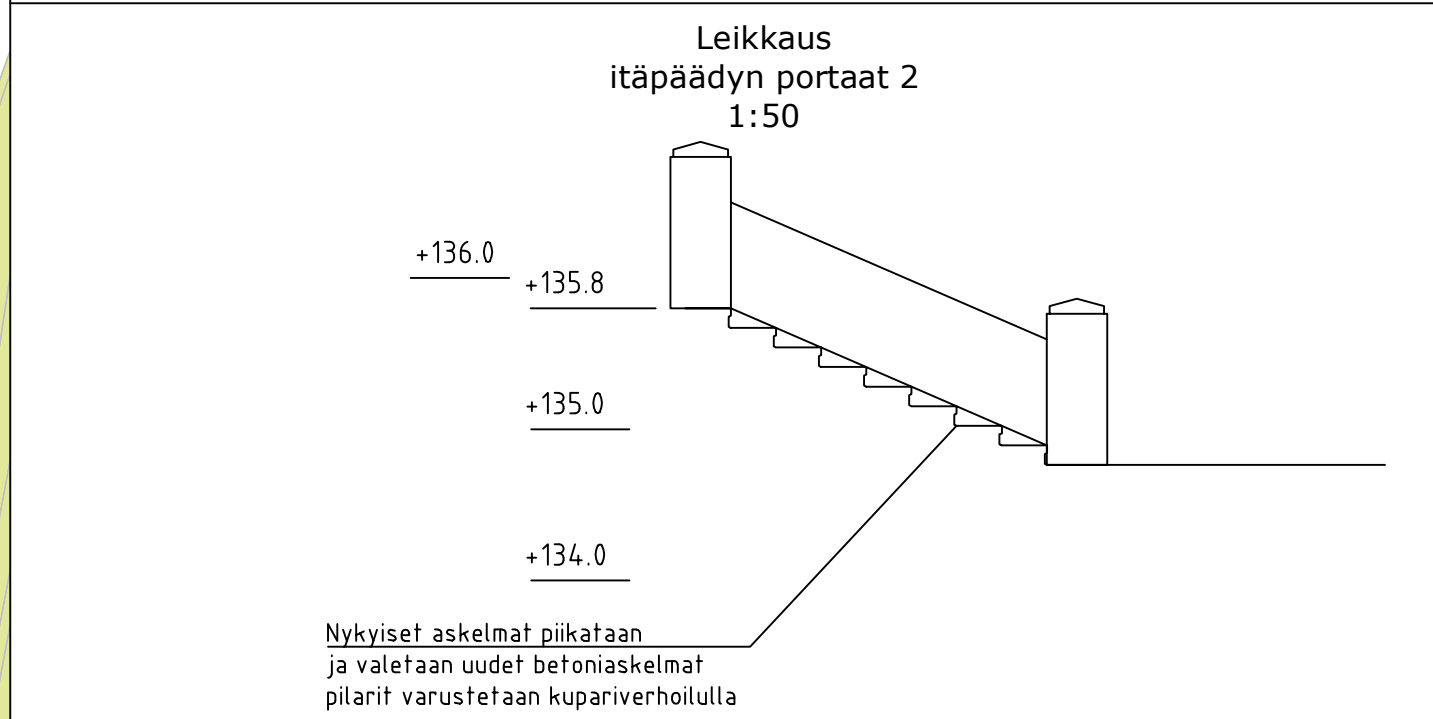 Leikkaus
itäpäädyn portaat 2
1:50
+136.0
+135.8
+135.0
+134.0
Nykyiset askelmat piikataan
ja valetaan uudet betoniaskelmat
pilarit varustetaan kupariverhoilulla